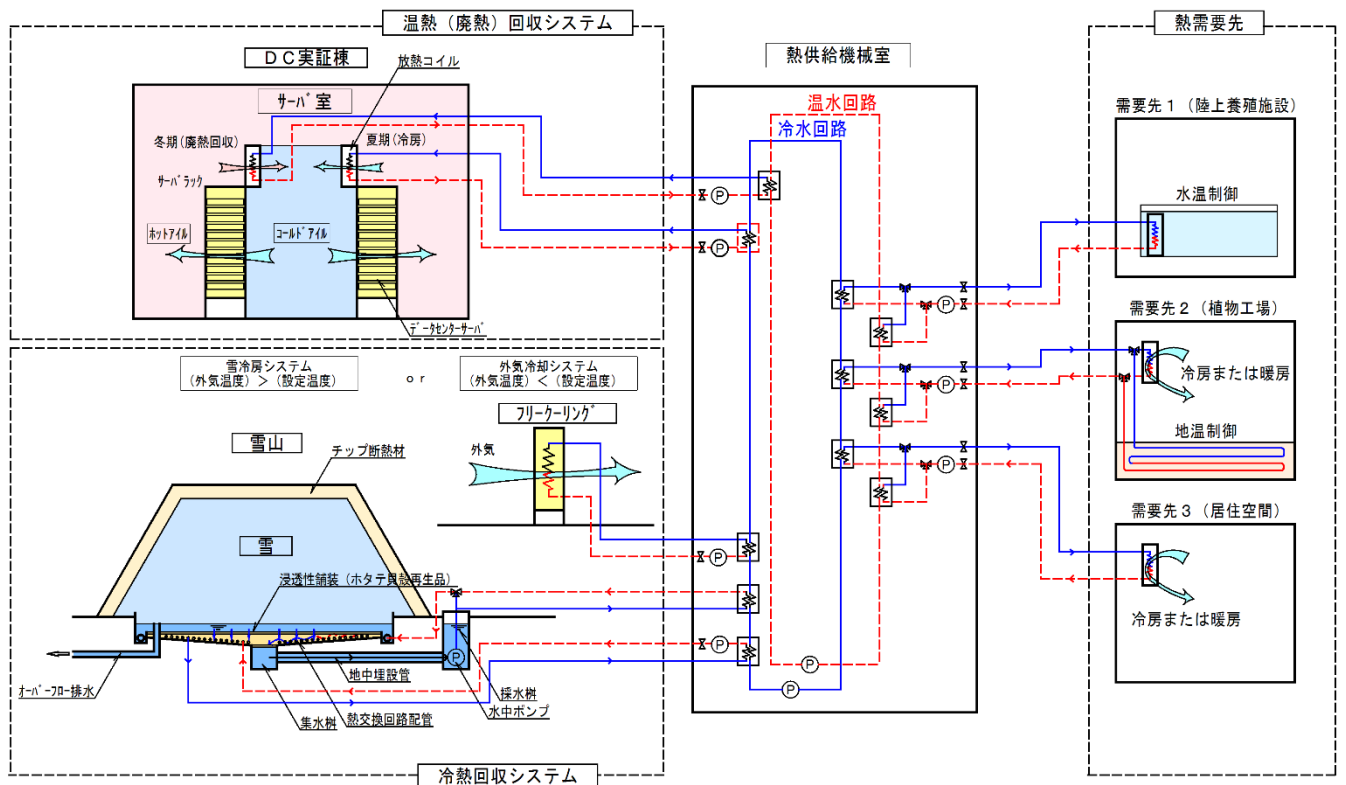 温熱（廃熱）回収システム
ＤＣ実証棟
放熱コイル
ｻｰﾊﾞ室
冬期(廃熱回収)
夏期(冷房)
ｻｰﾊﾞﾗｯｸ
ﾎｯﾄｱｲﾙ
ｺｰﾙﾄﾞｱｲﾙ
ﾃﾞｰﾀｾﾝﾀｰｻｰﾊﾞ
雪冷房システム
（外気温度）＞（設定温度）
ｏｒ
外気冷却システム
（外気温度）＜（設定温度）
ﾌﾘｰｸｰﾘﾝｸﾞ
外気
雪山
チップ断熱材
雪
浸透性舗装（ホタテ貝殻再生品）
ｵｰﾊﾞｰﾌﾛｰ排水
地中埋設管
集水桝
熱交換回路配管
採水桝
水中ポンプ
P
冷熱回収システム
熱供給機械室
温水回路
冷水回路
P
P
P
P
P
P
P
P
P
熱需要先
需要先１（陸上養殖施設）
水温制御
需要先２（植物工場）
冷房または暖房
地温制御
需要先３（居住空間）
冷房または暖房